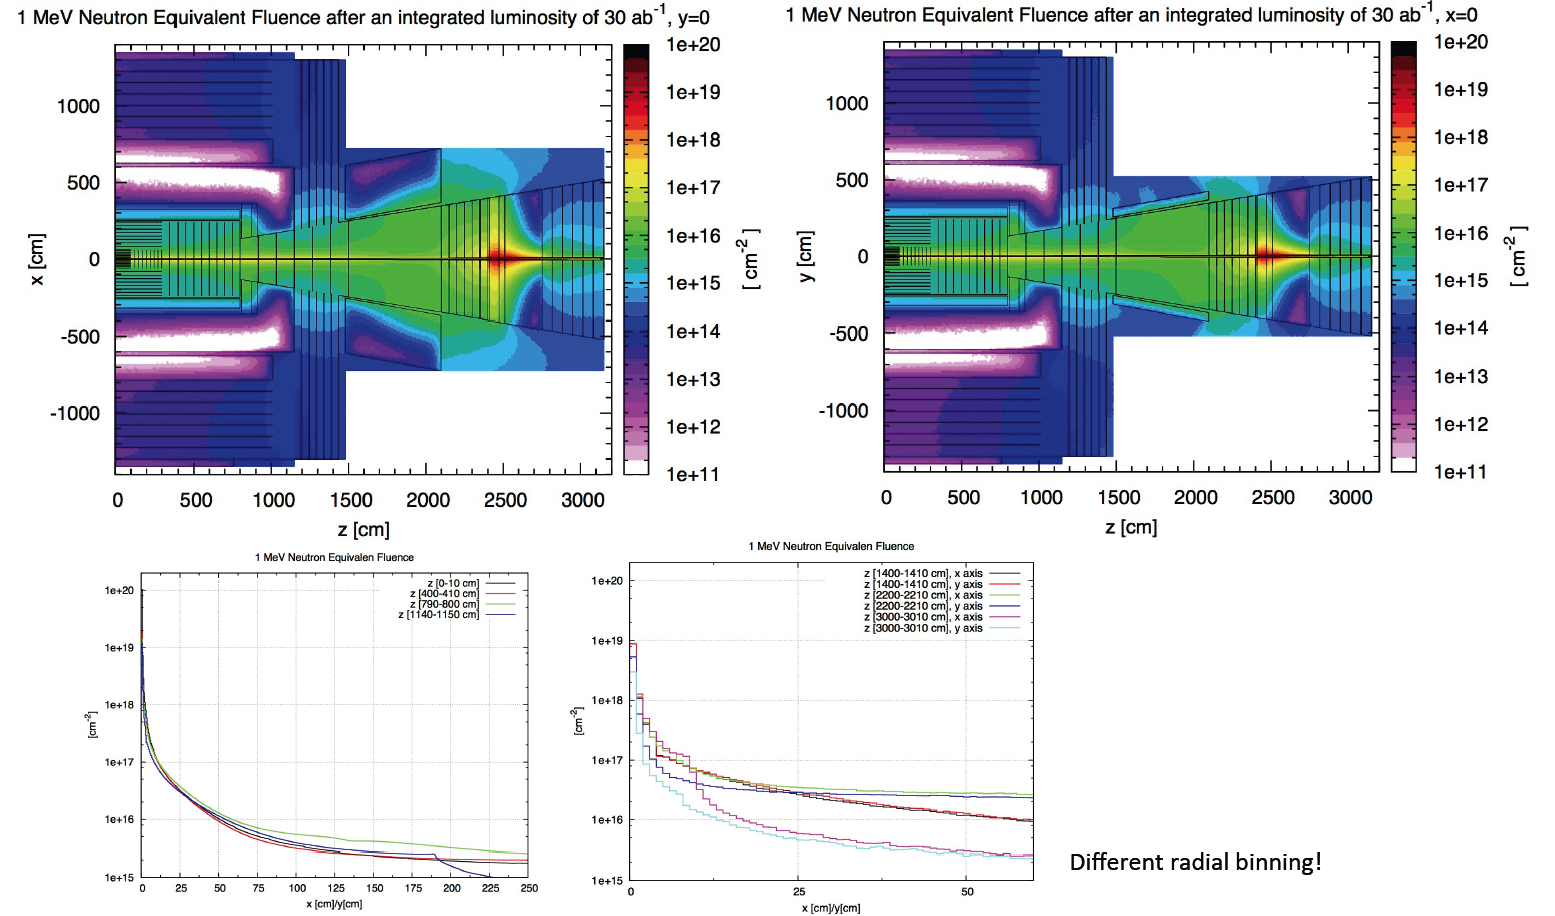 1 MeV Neutron Equivalent Fluence after an integrated luminosity of 30 ab-1, y=0
1e+20
1e+19
1e+18
1e+17
1e+16
1e+15
1e+14
1e+13
1e+12
1e+11
[ cm-2 ]
1000
500
0
-500
-1000
x [cm]
0 500 1000 1500 2000 2500 3000
z [cm]
1 MeV Neutron Equivalent Fluence after an integrated luminosity of 30 ab-1, x=0
1e+20
1e+19
1e+18
1e+17
1e+16
1e+15
1e+14
1e+13
1e+12
1e+11
[ cm-2 ]
1000
500
0
-500
-1000
y [cm]
0 500 1000 1500 2000 2500 3000
z [cm]
1 MeV Neutron Equivalen Fluence
z [0-10 cm]
z [400-410 cm]
z [790-800 cm]
z [1140-1150 cm]
1e+20
1e+19
1e+18
1e+17
1e+16
1e+15
[cm-2]
0 25 50 75 100 125 150 175 200 225 250
x [cm]/y[cm]
1 MeV Neutron Equivalen Fluence
z [1400-1410 cm], x axis
z [1400-1410 cm], y axis
z [2200-2210 cm], x axis
z [2200-2210 cm], y axis
z [3000-3010 cm], x axis
z [3000-3010 cm], y axis
1e+20
1e+19
1e+18
1e+17
1e+16
1e+15
[cm-2]
0 25 50
x [cm]/y[cm]
Different radial binning!